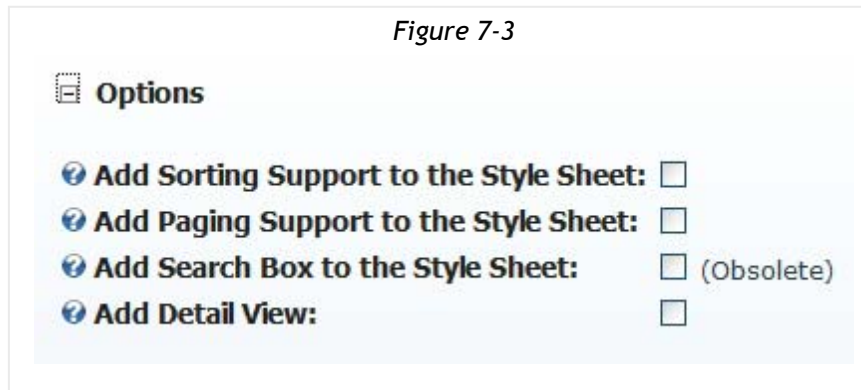 Figure 7-3
Options
Add Sorting Support to the Style Sheet:
Add Paging Support to the Style Sheet:
Add Search Box to the Style Sheet: (Obsolete)
Add Detail View: